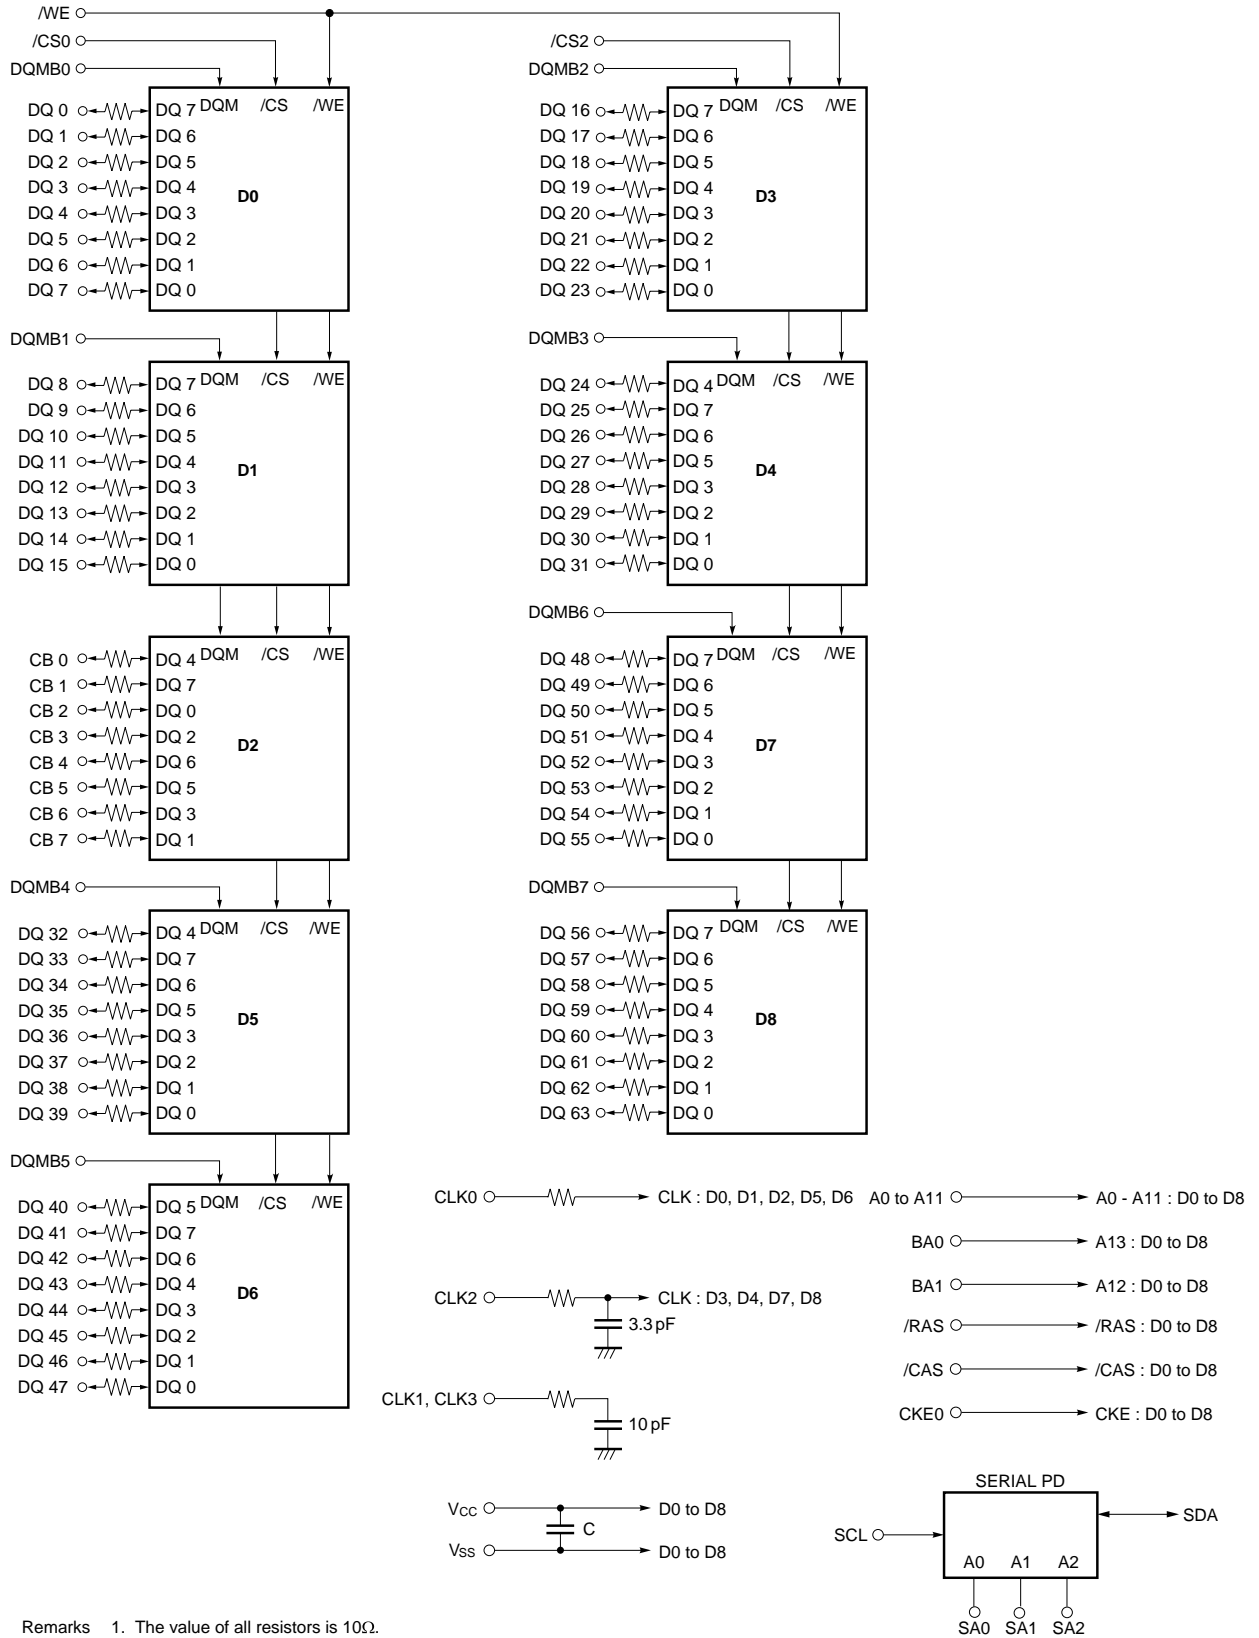 /WE
/CS0
DQMB0
DQM /CS /WE
DQ 0 DQ 7
DQ 1 DQ 6
DQ 2 DQ 5
DQ 3 DQ 4
D0
DQ 4 DQ 3
DQ 5 DQ 2
DQ 6 DQ 1
DQ 7 DQ 0
DQMB1
DQM /CS /WE
DQ 8 DQ 7
DQ 9 DQ 6
DQ 10 DQ 5
DQ 11 DQ 4
D1
DQ 12 DQ 3
DQ 13 DQ 2
DQ 14 DQ 1
DQ 15 DQ 0
DQM /CS /WE
CB 0 DQ 4
CB 1 DQ 7
CB 2 DQ 0
CB 3 DQ 2
D2
CB 4 DQ 6
CB 5 DQ 5
CB 6 DQ 3
CB 7 DQ 1
DQMB4
DQM /CS /WE
DQ 32 DQ 4
DQ 33 DQ 7
DQ 34 DQ 6
DQ 35 DQ 5
D5
DQ 36 DQ 3
DQ 37 DQ 2
DQ 38 DQ 1
DQ 39 DQ 0
DQMB5
DQM /CS /WE
DQ 40 DQ 5
DQ 41 DQ 7
DQ 42 DQ 6
DQ 43 DQ 4
D6
DQ 44 DQ 3
DQ 45 DQ 2
DQ 46 DQ 1
DQ 47 DQ 0
/CS2
DQMB2
DQM /CS /WE
DQ 16 DQ 7
DQ 17 DQ 6
DQ 18 DQ 5
DQ 19 DQ 4
D3
DQ 20 DQ 3
DQ 21 DQ 2
DQ 22 DQ 1
DQ 23 DQ 0
DQMB3
DQM /CS /WE
DQ 24 DQ 4
DQ 25 DQ 7
DQ 26 DQ 6
DQ 27 DQ 5
D4
DQ 28 DQ 3
DQ 29 DQ 2
DQ 30 DQ 1
DQ 31 DQ 0
DQMB6
DQM /CS /WE
DQ 48 DQ 7
DQ 49 DQ 6
DQ 50 DQ 5
DQ 51 DQ 4
D7
DQ 52 DQ 3
DQ 53 DQ 2
DQ 54 DQ 1
DQ 55 DQ 0
DQMB7
DQM /CS /WE
DQ 56 DQ 7
DQ 57 DQ 6
DQ 58 DQ 5
DQ 59 DQ 4
D8
DQ 60 DQ 3
DQ 61 DQ 2
DQ 62 DQ 1
DQ 63 DQ 0
CLK0 CLK : D0, D1, D2, D5, D6
CLK2 CLK : D3, D4, D7, D8
3.3 pF
CLK1, CLK3
10 pF
VCC D0 to D8
C
VSS D0 to D8
A0 to A11 A0 - A11 : D0 to D8
BA0 A13 : D0 to D8
BA1 A12 : D0 to D8
/RAS /RAS : D0 to D8
/CAS /CAS : D0 to D8
CKE0 CKE : D0 to D8
SERIAL PD
SCL SDA
A0 A1 A2
SA0 SA1 SA2
Remarks 1. The value of all resistors is 10Ω.